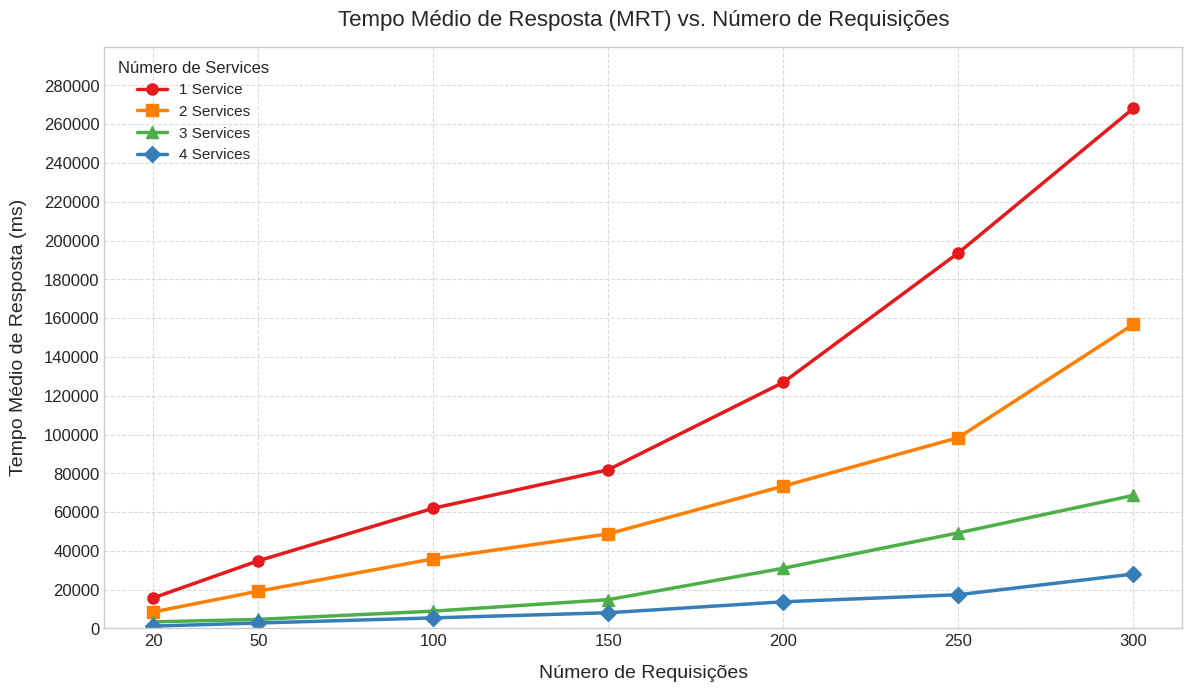 Tempo Médio de Resposta (MRT) vs. Número de Requisições
Número de Services
1 Service
2 Services
3 Services
4 Services
Tempo Médio de Resposta (ms)
280000
260000
240000
220000
200000
180000
160000
140000
120000
100000
80000
60000
40000
20000
0
20 50 100 150 200 250 300
Número de Requisições